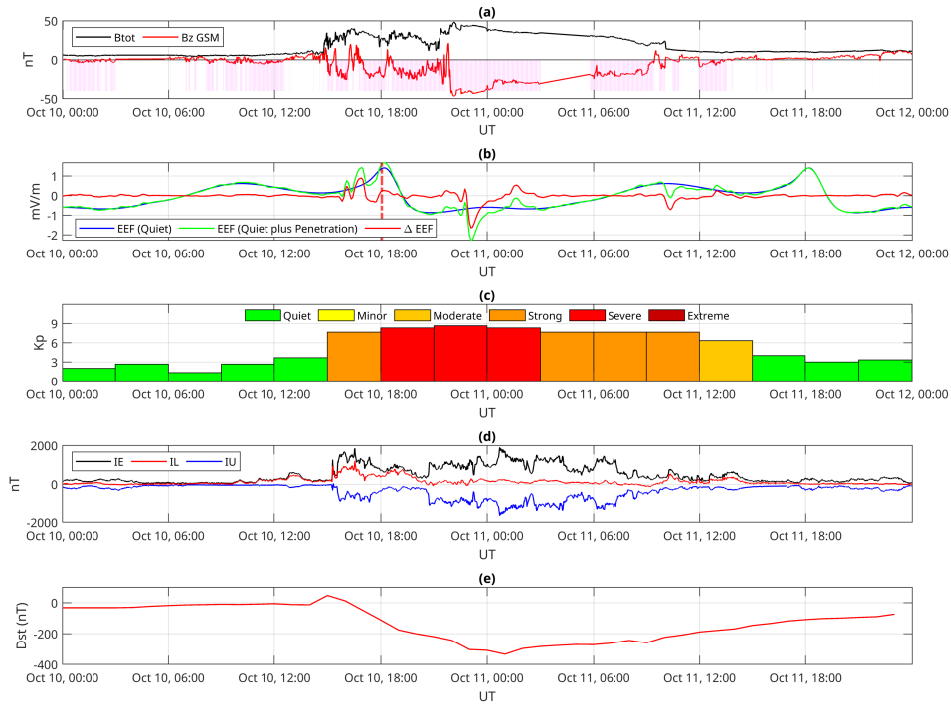 (a)
50
0
-50
nT
Btot
Bz GSM
Oct 10, 00:00
Oct 10, 06:00
Oct 10, 12:00
Oct 10, 18:00
Oct 11, 00:00
Oct 11, 06:00
Oct 11, 12:00
Oct 11, 18:00
Oct 12, 00:00
UT
(b)
1
0
-1
-2
mV/m
EEF (Quiet)
EEF (Quiet plus Penetration)
Δ EEF
Oct 10, 00:00
Oct 10, 06:00
Oct 10, 12:00
Oct 10, 18:00
Oct 11, 00:00
Oct 11, 06:00
Oct 11, 12:00
Oct 11, 18:00
Oct 12, 00:00
UT
(c)
9
6
3
0
Kp
Quiet
Minor
Moderate
Strong
Severe
Extreme
Oct 10, 00:00
Oct 10, 06:00
Oct 10, 12:00
Oct 10, 18:00
Oct 11, 00:00
Oct 11, 06:00
Oct 11, 12:00
Oct 11, 18:00
Oct 12, 00:00
UT
(d)
2000
0
-2000
nT
IE
IL
IU
Oct 10, 00:00
Oct 10, 06:00
Oct 10, 12:00
Oct 10, 18:00
Oct 11, 00:00
Oct 11, 06:00
Oct 11, 12:00
Oct 11, 18:00
Oct 12, 00:00
UT
(e)
0
-200
-400
Dst (nT)
Oct 10, 00:00
Oct 10, 06:00
Oct 10, 12:00
Oct 10, 18:00
Oct 11, 00:00
Oct 11, 06:00
Oct 11, 12:00
Oct 11, 18:00
Oct 12, 00:00
UT